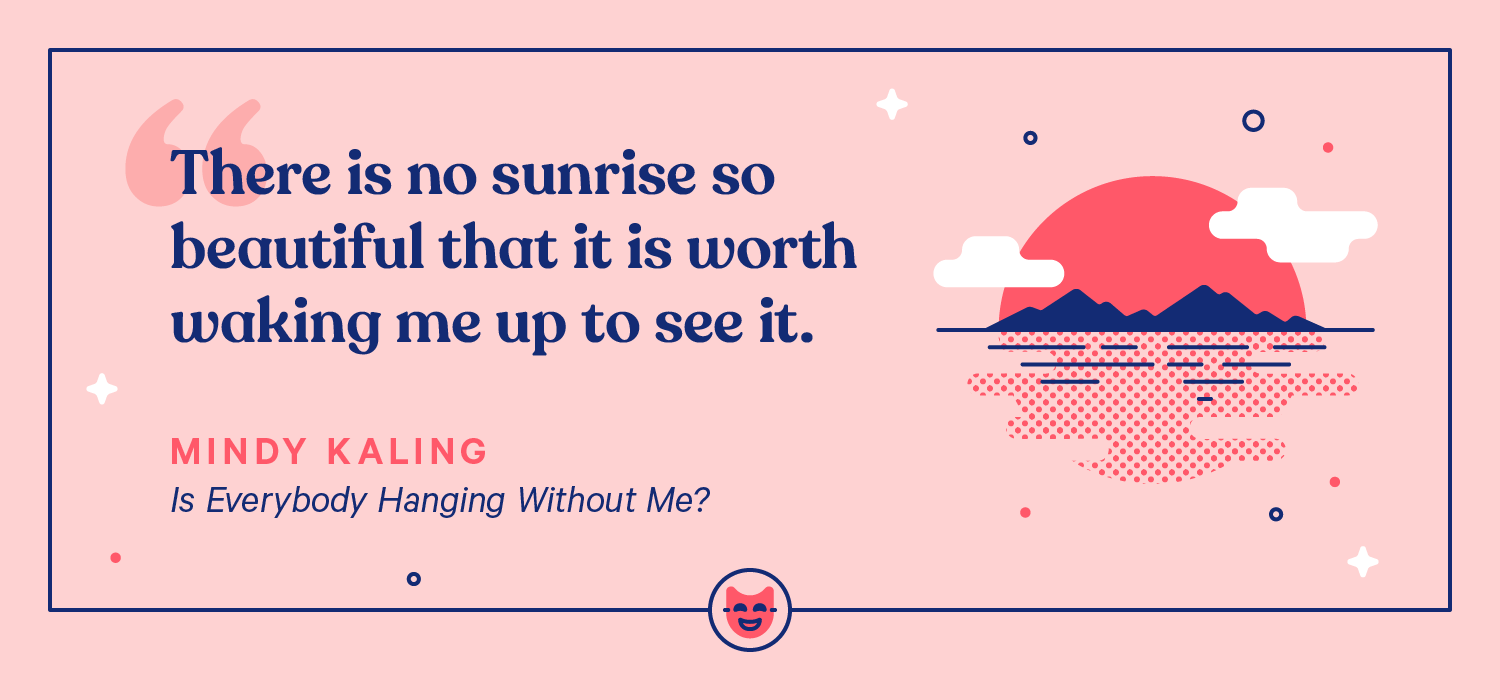 “There is no sunrise so
beautiful that it is worth
waking me up to see it.
MINDY KALING
Is Everybody Hanging Without Me?